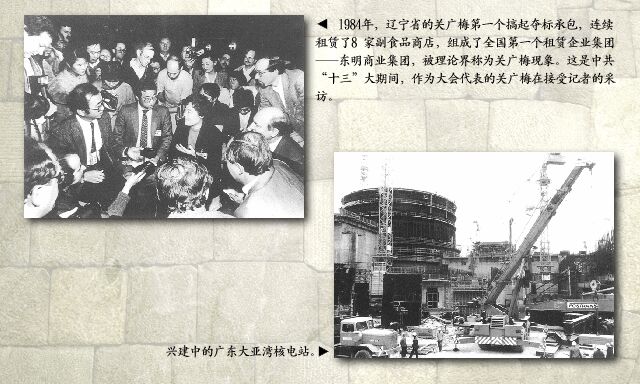 ◀ 1984年，辽宁省的关广梅第一个搞起夺标承包，连续
租赁了8 家副食品商店，组成了全国第一个租赁企业集团
——东明商业集团，被理论界称为关广梅现象。这是中共
“十三”大期间，作为大会代表的关广梅在接受记者的采
访。
兴建中的广东大亚湾核电站。▶